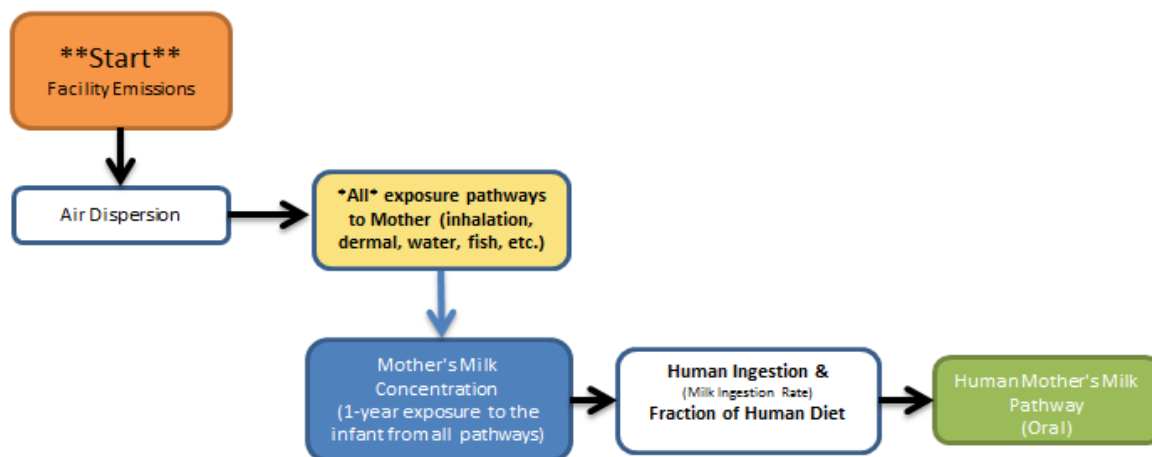 **Start**
Facility Emissions
Air Dispersion
*All* exposure pathways
to Mother (inhalation,
dermal, water, fish, etc.)
Mother's Milk
Concentration
(1-year exposure to the
infant from all pathways)
Human Ingestion &
(Milk Ingestion Rate)
Fraction of Human Diet
Human Mother's Milk
Pathway
(Oral)